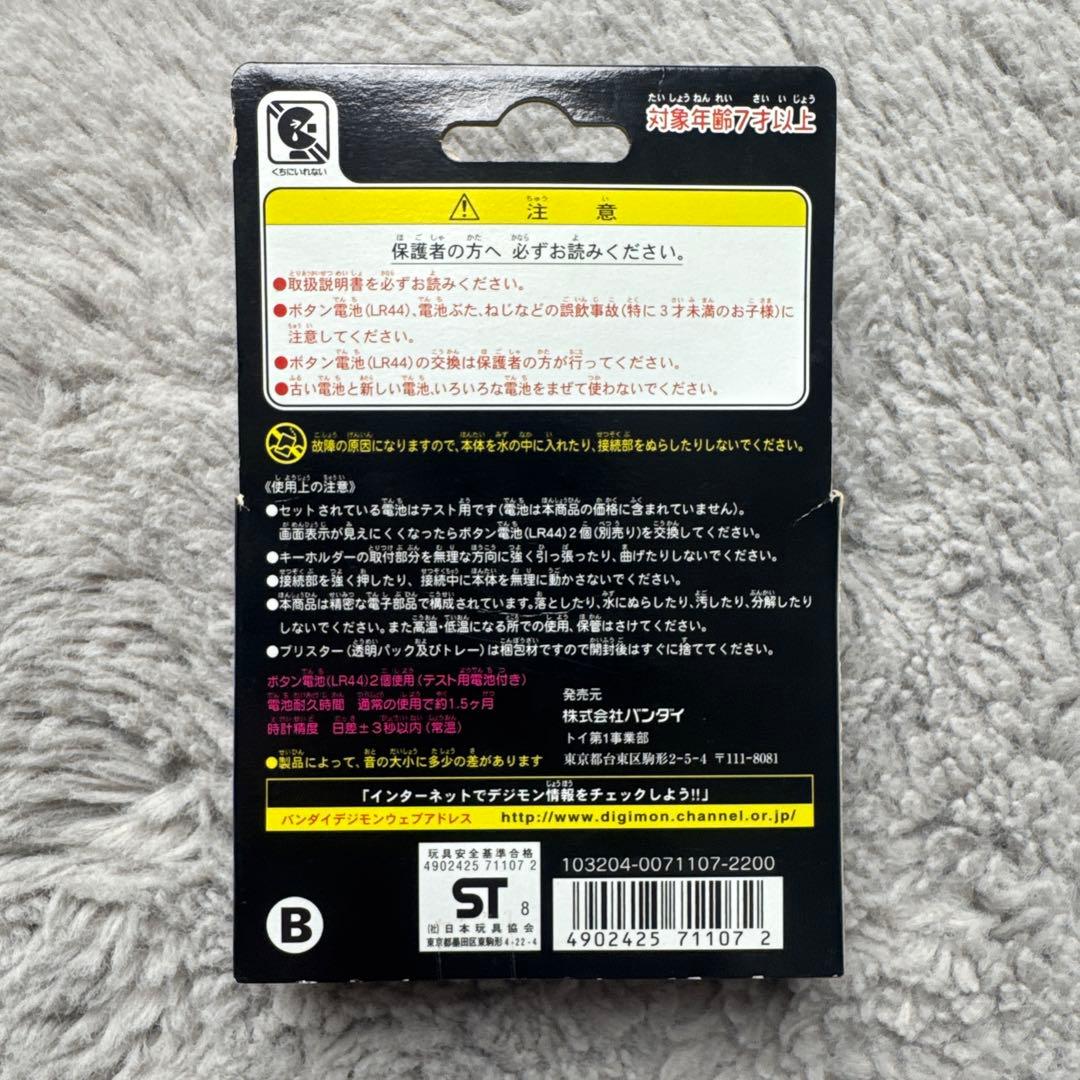 対象年齢7才以上
くちにいれない
注意
保護者の方へ 必ずお読みください。
●取扱説明書を必ずお読みください。
●ボタン電池(LR44)、電池ぶた、ねじなどの誤飲事故(特に3才未満のお子様)に
注意してください。
●ボタン電池(LR44)の交換は保護者の方が行ってください。
●古い電池と新しい電池、いろいろな電池をまぜて使わないでください。
故障の原因になりますので、本体を水の中に入れたり、接続部をぬらしたりしないでください。
《使用上の注意》
●セットされている電池はテスト用です(電池は本商品の価格に含まれていません)。
画面表示が見えにくくなったらボタン電池(LR44)2個(別売り)を交換してください。
●キーホルダーの取付部分を無理な方向に強く引っ張ったり、曲げたりしないでください。
●接続部を強く押したり、接続中に本体を無理に動かさないでください。
●本商品は精密な電子部品で構成されています。落としたり、水にぬらしたり、汚したり、分解したり
しないでください。また高温・低温になる所での使用、保管はさけてください。
●ブリスター(透明パック及びトレー)は梱包材ですので開封後はすぐに捨ててください。
ボタン電池(LR44)2個使用(テスト用電池付き)
電池耐久時間 通常の使用で約1.5ヶ月
時計精度 日差±3秒以内(常温)
●製品によって、音の大小に多少の差があります
発売元
株式会社バンダイ
トイ第1事業部
東京都台東区駒形2-5-4 〒111-8081
「インターネットでデジモン情報をチェックしよう!!」
バンダイデジモンウェブアドレス http://www.digimon.channel.or.jp/
B
玩具安全基準合格
4902425 71107 2
ST 8
(社)日本玩具協会
東京都墨田区東駒形4-22-4
103204-0071107-2200
4902425 71107 2